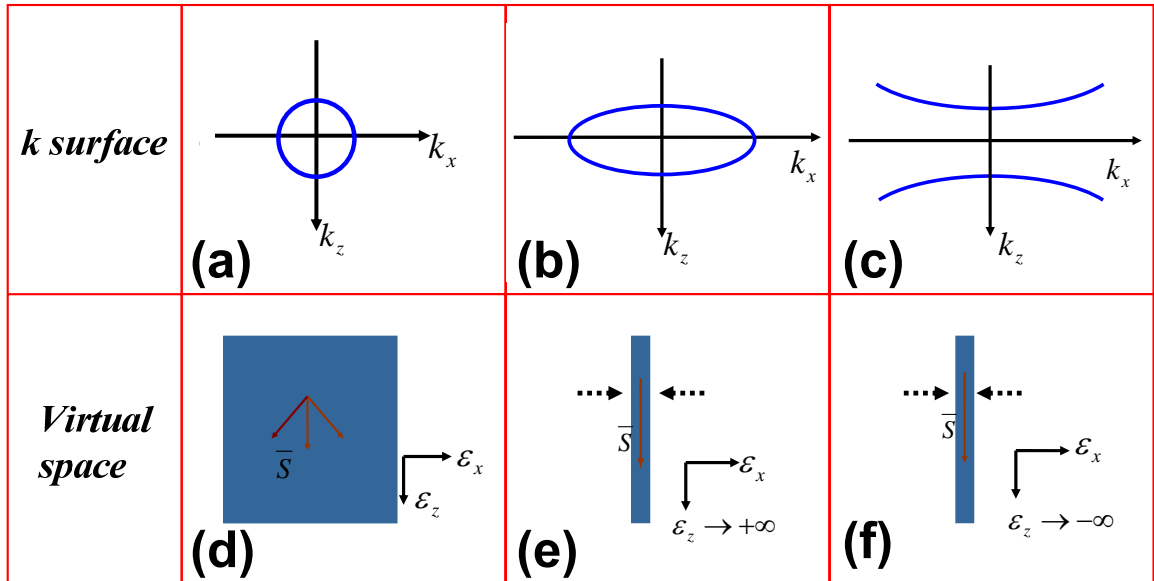 k surface
k_x
k_z
(a)
k_x
k_z
(b)
k_x
k_z
(c)
Virtual
space
S̅
ε_x
ε_z
(d)
S̅
ε_x
ε_z → +∞
(e)
S̅
ε_x
ε_z → −∞
(f)